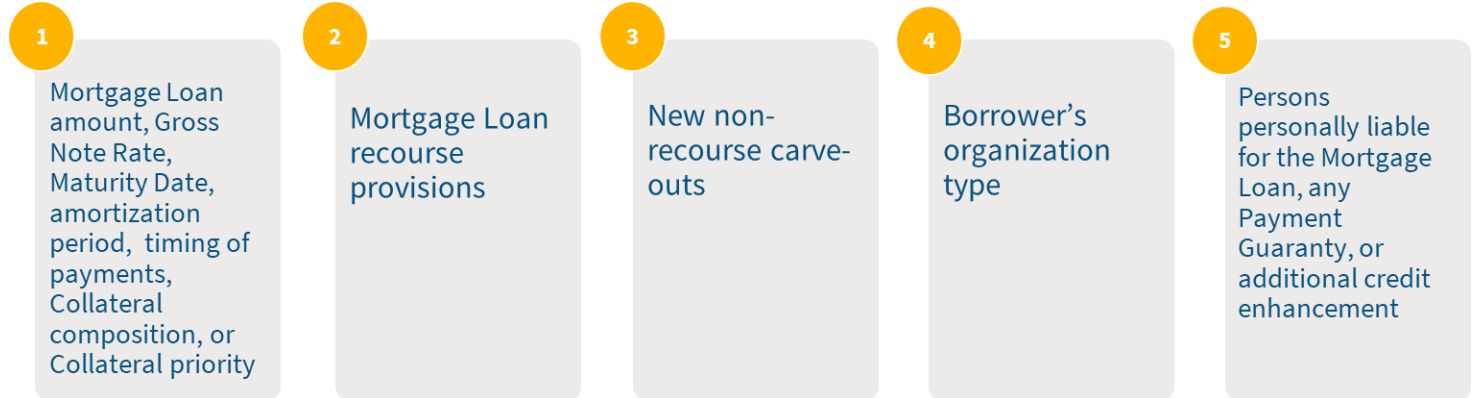 1
Mortgage Loan
amount, Gross
Note Rate,
Maturity Date,
amortization
period, timing of
payments,
Collateral
composition, or
Collateral priority
2
Mortgage Loan
recourse
provisions
3
New non-
recourse carve-
outs
4
Borrower’s
organization
type
5
Persons
personally liable
for the Mortgage
Loan, any
Payment
Guaranty, or
additional credit
enhancement